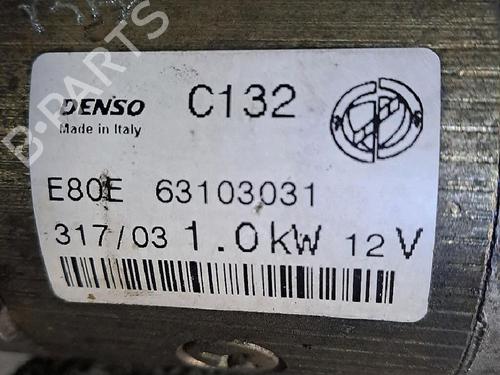 B-PARTS
DENSO C132
Made in Italy
E80E 63103031
317/03 1.0kW 12V